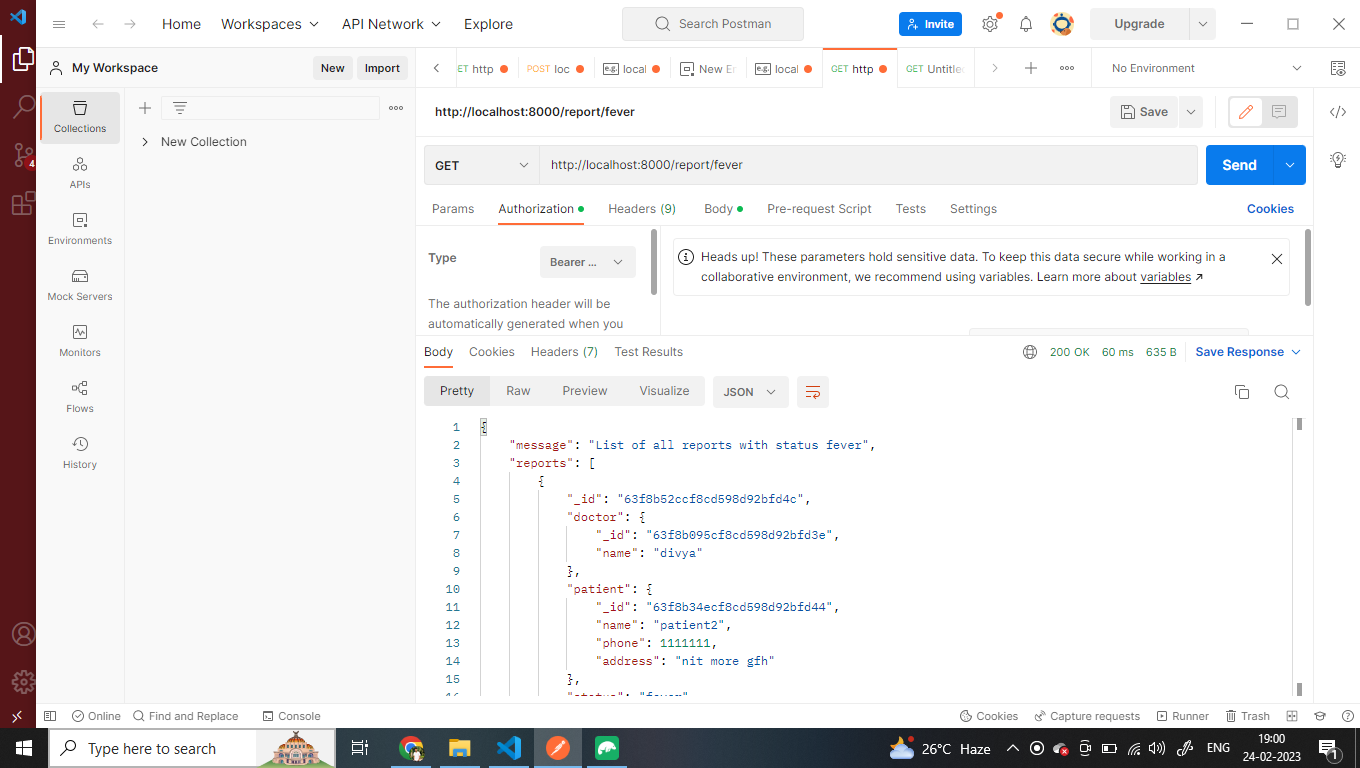 Home Workspaces API Network Explore Search Postman Invite Upgrade
My Workspace New Import ET http POST loc local New En local GET http GET Untitle No Environment
Collections
APIs
Environments
Mock Servers
Monitors
Flows
History
4
New Collection
http://localhost:8000/report/fever Save
GET http://localhost:8000/report/fever Send
Params Authorization Headers (9) Body Pre-request Script Tests Settings Cookies
Type Bearer ...
The authorization header will be
automatically generated when you
Heads up! These parameters hold sensitive data. To keep this data secure while working in a
collaborative environment, we recommend using variables. Learn more about variables
Body Cookies Headers (7) Test Results 200 OK 60 ms 635 B Save Response
Pretty Raw Preview Visualize JSON
1 {
2 "message": "List of all reports with status fever",
3 "reports": [
4 {
5 "_id": "63f8b52ccf8cd598d92bfd4c",
6 "doctor": {
7 "_id": "63f8b095cf8cd598d92bfd3e",
8 "name": "divya"
9 },
10 "patient": {
11 "_id": "63f8b34ecf8cd598d92bfd44",
12 "name": "patient2",
13 "phone": 1111111,
14 "address": "nit more gfh"
15 },
16 "status": "fever"
Online Find and Replace Console Cookies Capture requests Runner Trash
Type here to search 26°C Haze ENG 19:00
24-02-2023 1